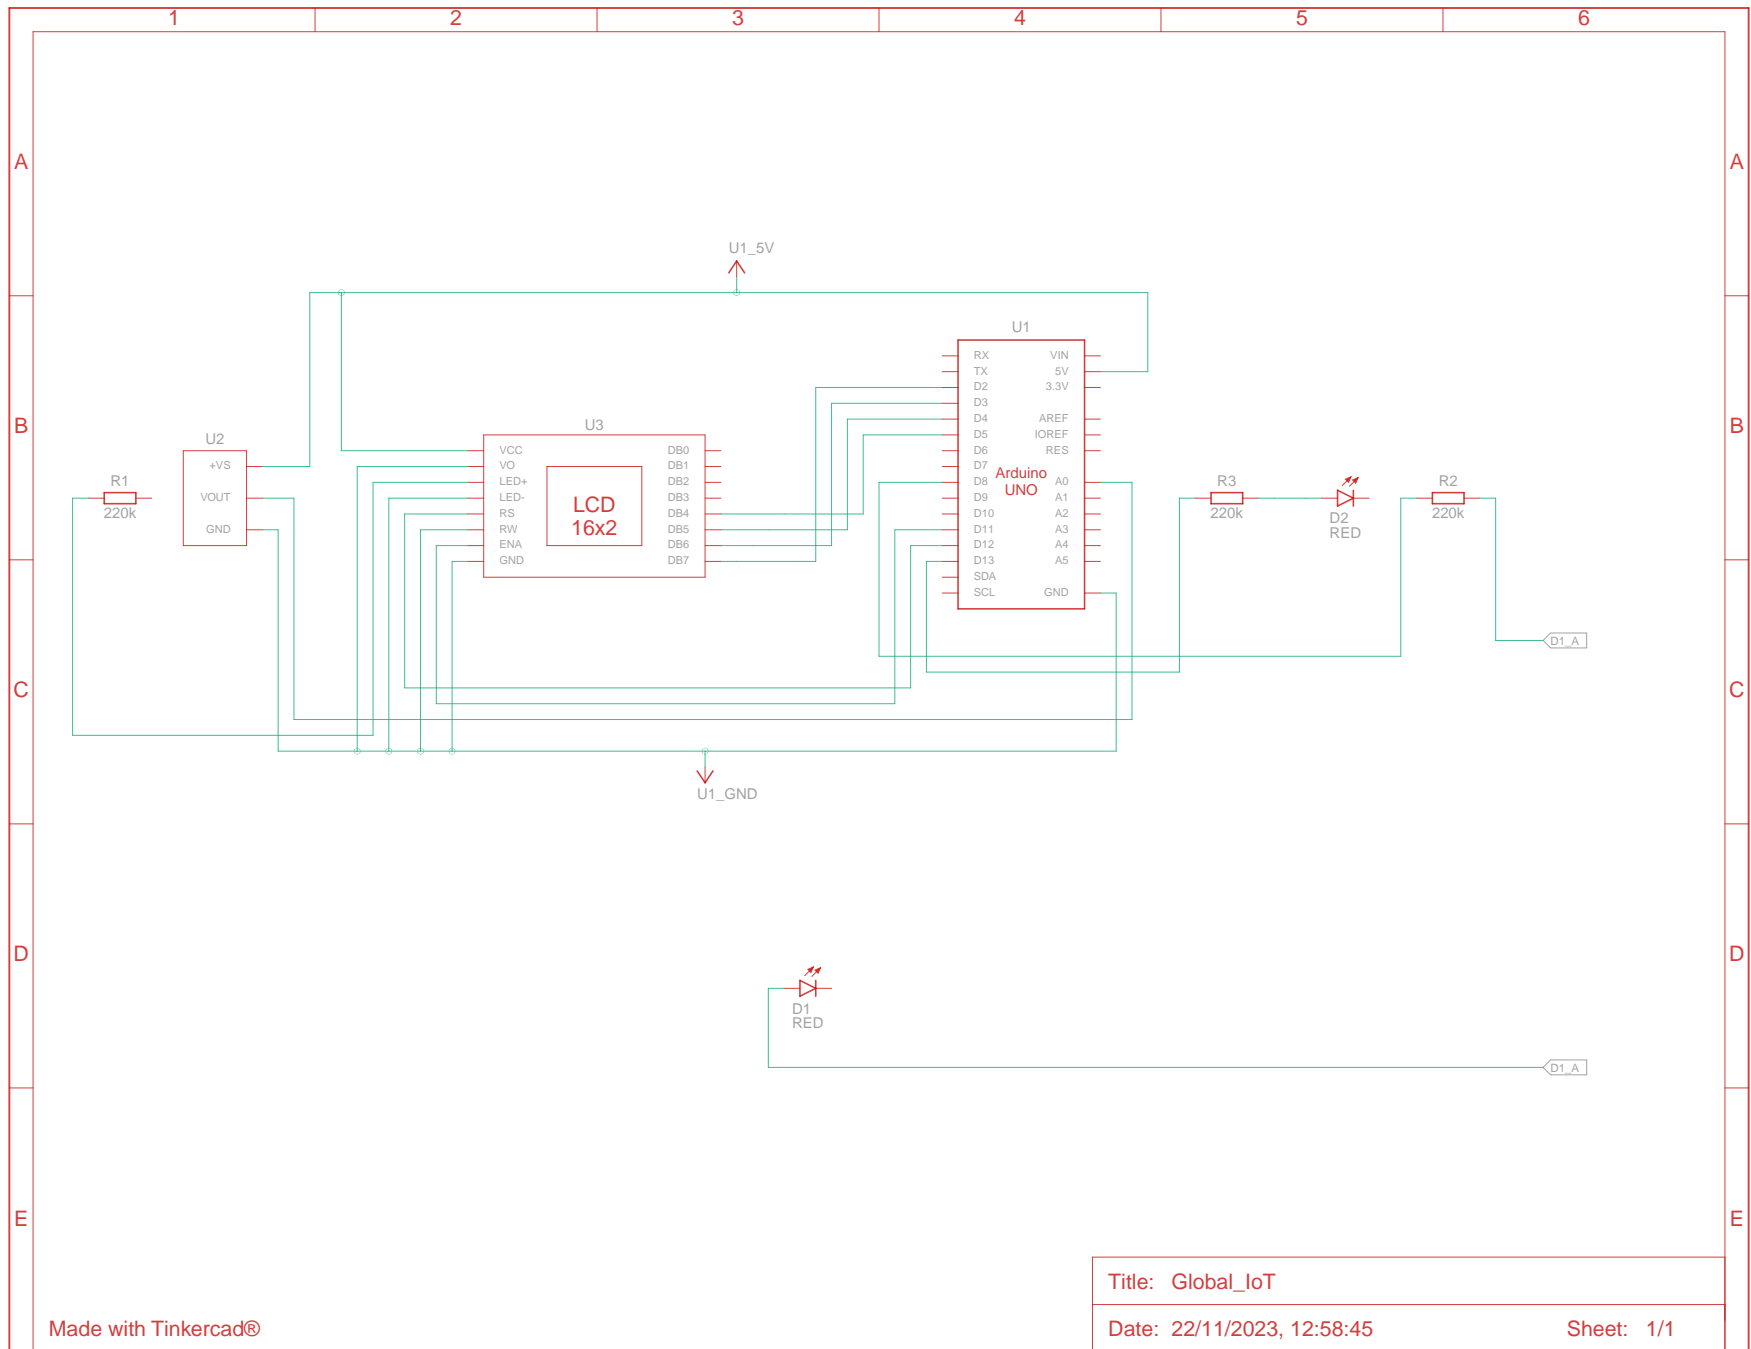 1 2 3 4 5 6
A A
U1_5V
U1
RX VIN
TX 5V
D2 3.3V
D3
D4 AREF
D5 IOREF
D6 RES
D7
D8 A0
D9 A1
D10 A2
D11 A3
D12 A4
D13 A5
SDA
SCL GND
Arduino
UNO
B B
U2
+VS
VOUT
GND
R1
220k
U3
VCC DB0
VO DB1
LED+ DB2
LED- DB3
RS DB4
RW DB5
ENA DB6
GND DB7
LCD
16x2
R3
220k
D2
RED
R2
220k
D1_A
C C
U1_GND
D D
D1
RED
D1_A
E E
Title: Global_IoT
Made with Tinkercad®
Date: 22/11/2023, 12:58:45 Sheet: 1/1